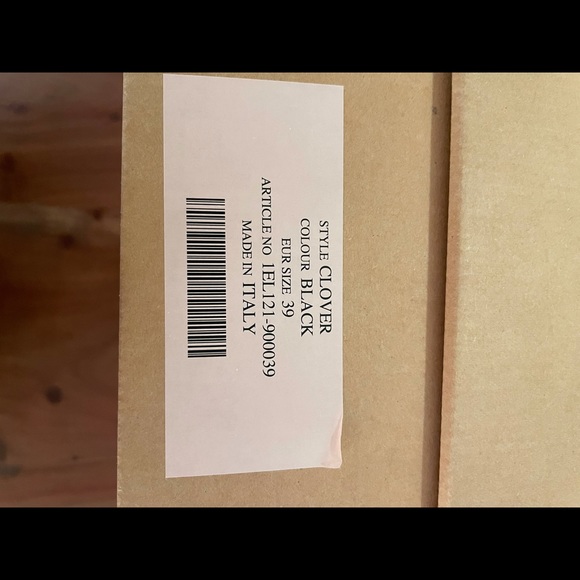 STYLE CLOVER
COLOUR BLACK
EUR SIZE 39
ARTICLE NO 1EL121-900039
MADE IN ITALY